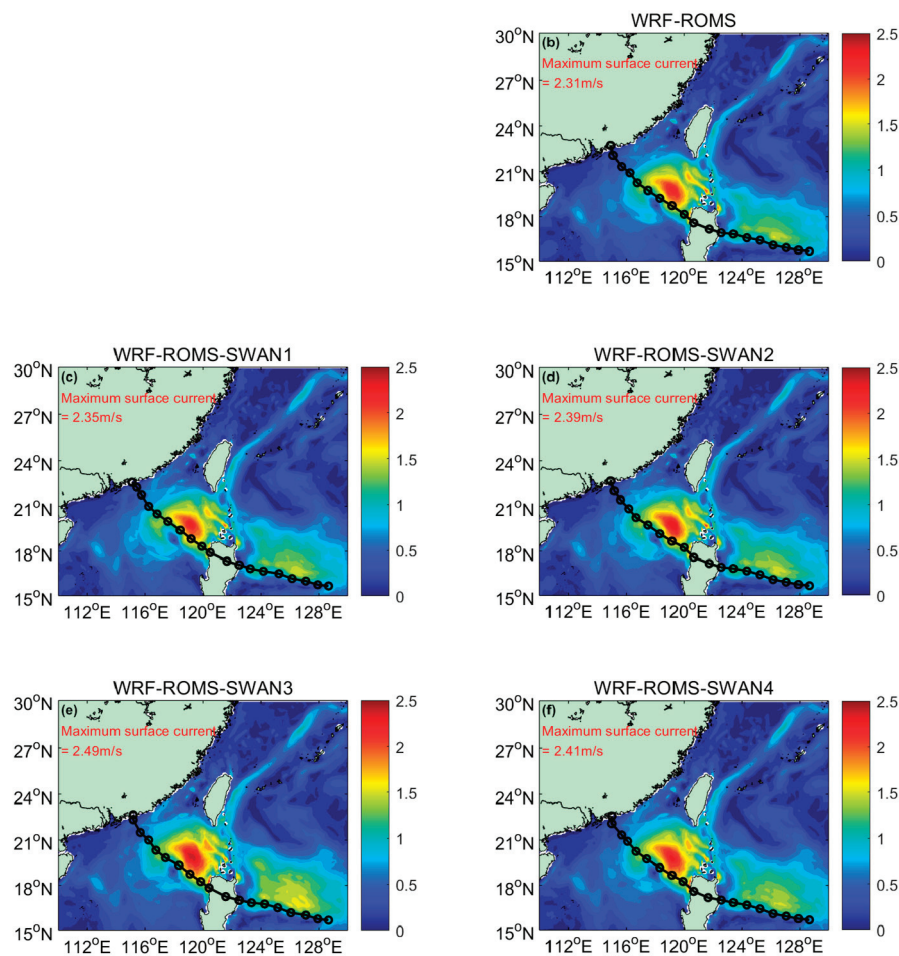 WRF-ROMS
(b)
Maximum surface current
= 2.31m/s
30°N
27°N
24°N
21°N
18°N
15°N
112°E 116°E 120°E 124°E 128°E
2.5
2
1.5
1
0.5
0
WRF-ROMS-SWAN1
(c)
Maximum surface current
= 2.35m/s
30°N
27°N
24°N
21°N
18°N
15°N
112°E 116°E 120°E 124°E 128°E
2.5
2
1.5
1
0.5
0
WRF-ROMS-SWAN2
(d)
Maximum surface current
= 2.39m/s
30°N
27°N
24°N
21°N
18°N
15°N
112°E 116°E 120°E 124°E 128°E
2.5
2
1.5
1
0.5
0
WRF-ROMS-SWAN3
(e)
Maximum surface current
= 2.49m/s
30°N
27°N
24°N
21°N
18°N
15°N
112°E 116°E 120°E 124°E 128°E
2.5
2
1.5
1
0.5
0
WRF-ROMS-SWAN4
(f)
Maximum surface current
= 2.41m/s
30°N
27°N
24°N
21°N
18°N
15°N
112°E 116°E 120°E 124°E 128°E
2.5
2
1.5
1
0.5
0